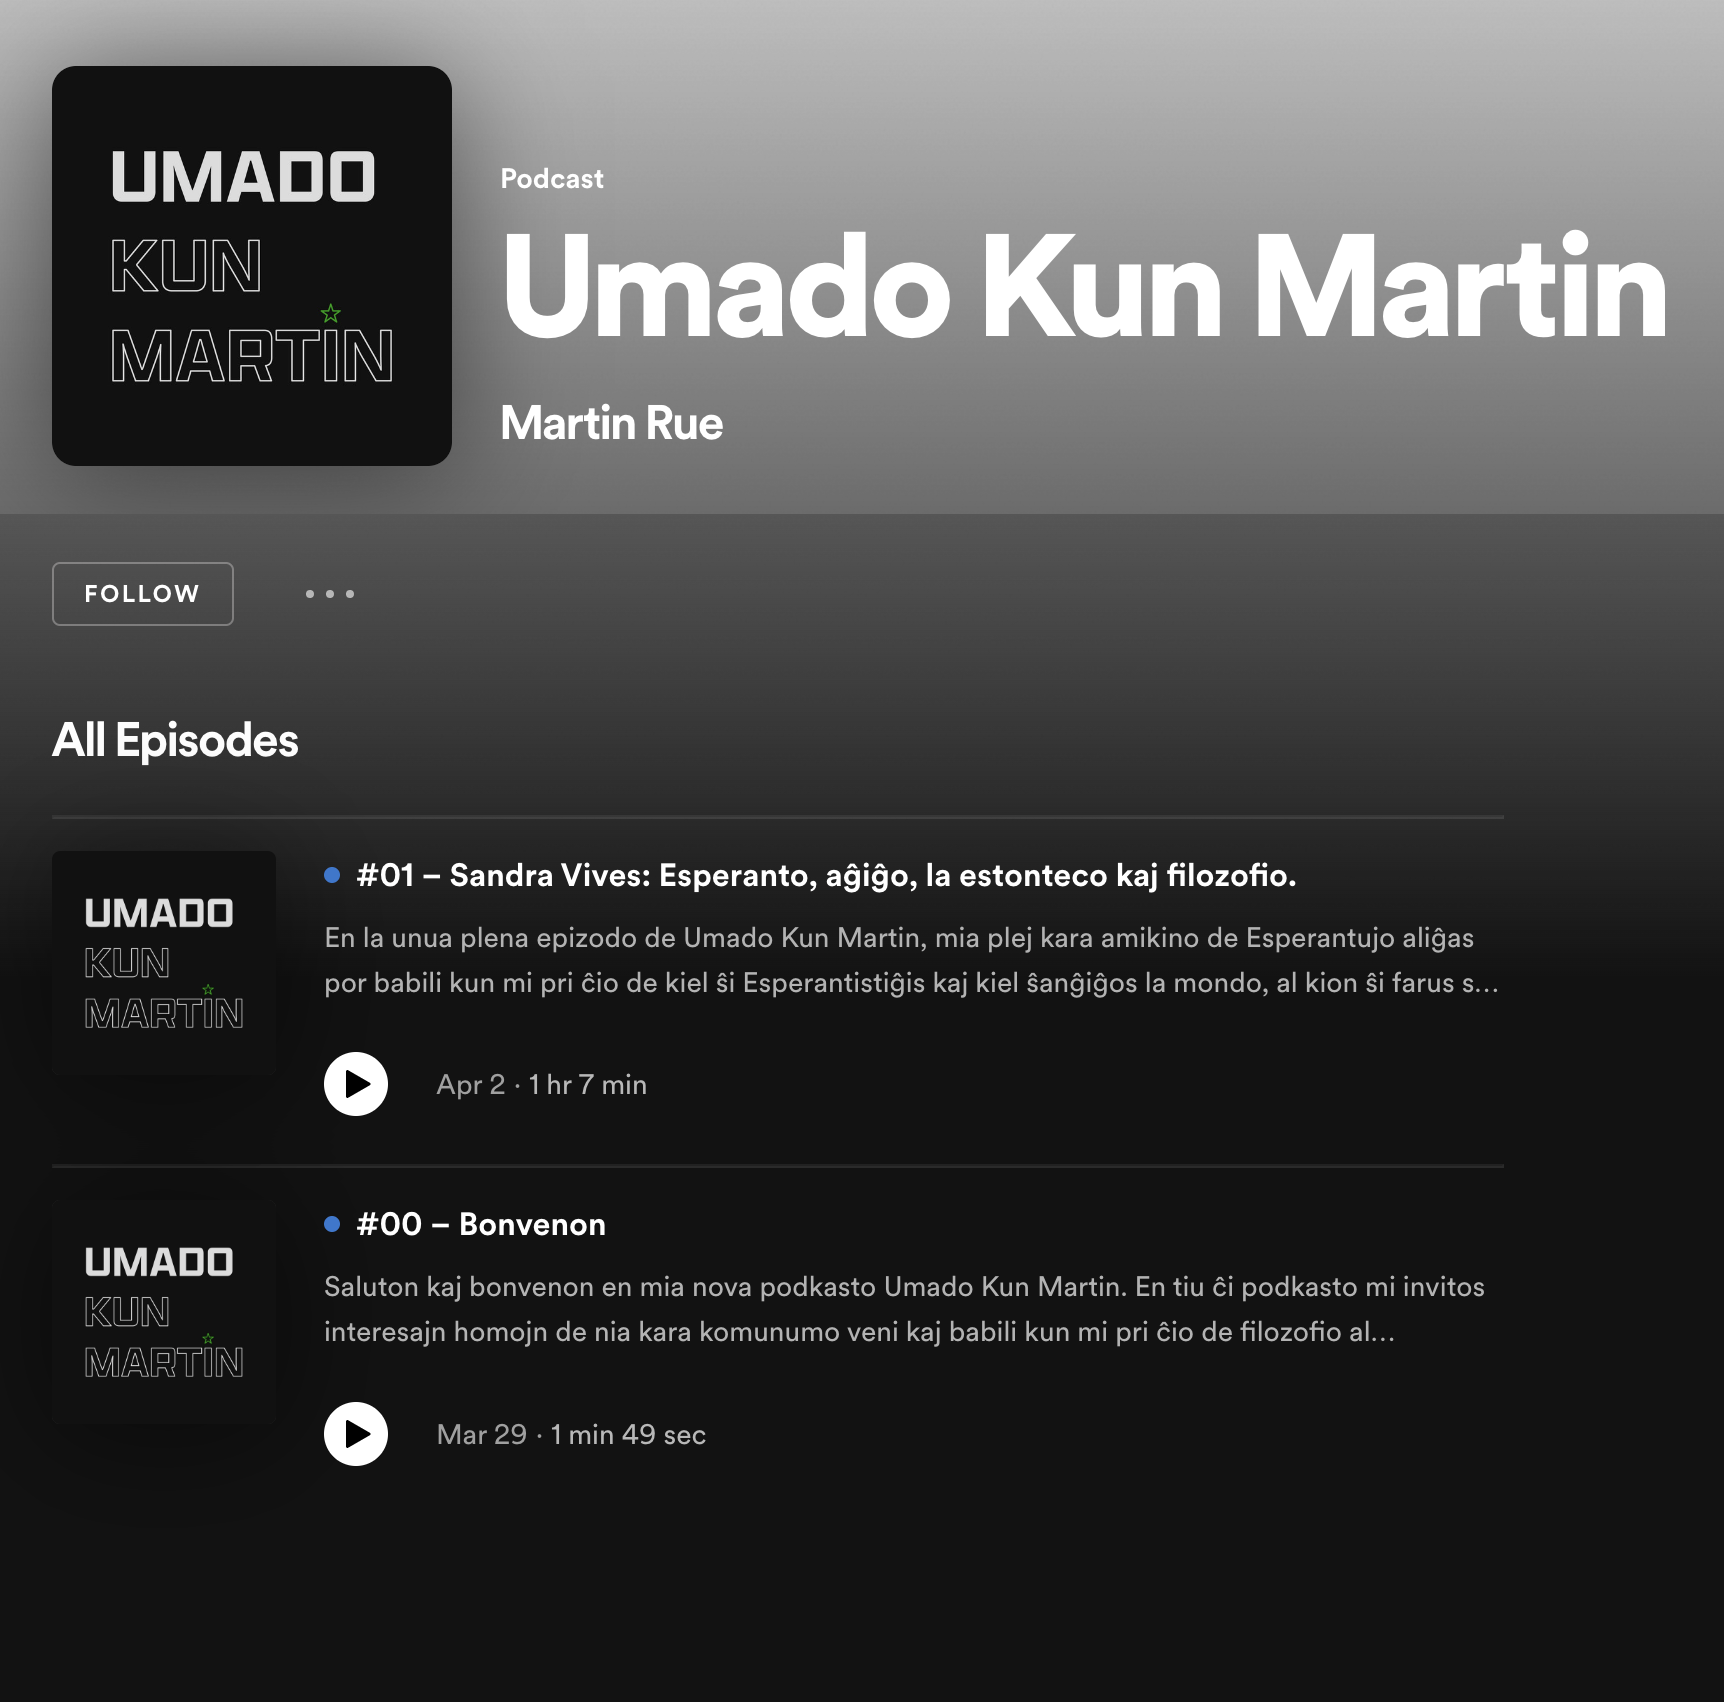 UMADO
KUN
MARTIN
Podcast
Umado Kun Martin
Martin Rue
FOLLOW
All Episodes
UMADO
KUN
MARTIN
#01 – Sandra Vives: Esperanto, aĝiĝo, la estonteco kaj filozofio.
En la unua plena epizodo de Umado Kun Martin, mia plej kara amikino de Esperantujo aliĝas
por babili kun mi pri ĉio de kiel ŝi Esperantistiĝis kaj kiel ŝanĝiĝos la mondo, al kion ŝi farus s...
Apr 2 · 1 hr 7 min
UMADO
KUN
MARTIN
#00 – Bonvenon
Saluton kaj bonvenon en mia nova podkasto Umado Kun Martin. En tiu ĉi podkasto mi invitos
interesajn homojn de nia kara komunumo veni kaj babili kun mi pri ĉio de filozofio al...
Mar 29 · 1 min 49 sec